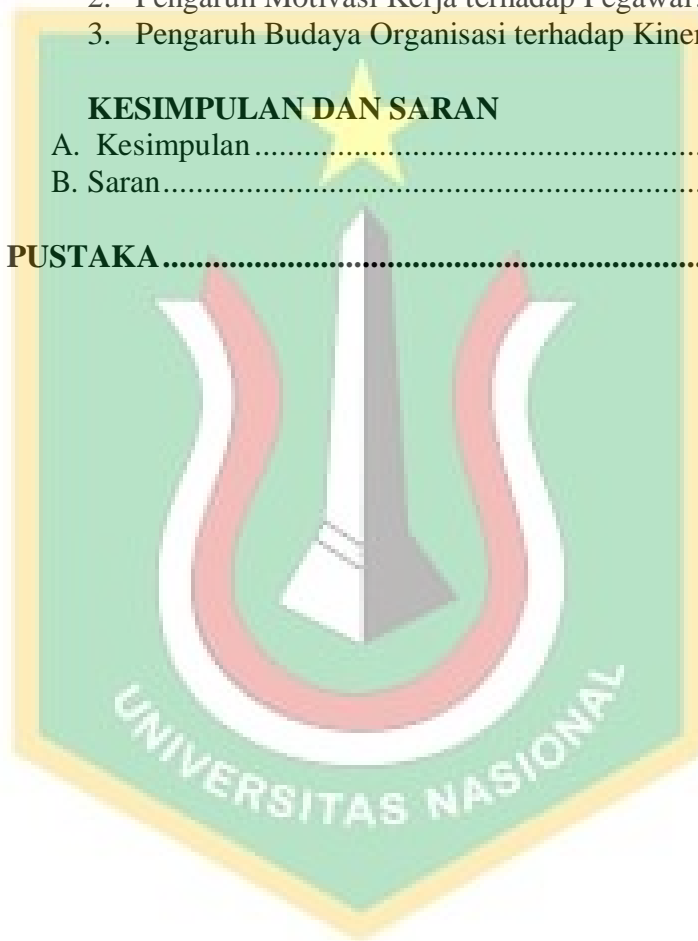 2. Pengaruh Motivasi Kerja terhadap Pegawai
3. Pengaruh Budaya Organisasi terhadap Kiner
KESIMPULAN DAN SARAN
A. Kesimpulan....................................................
B. Saran................................................................
PUSTAKA................................................................
UNIVERSITAS NASIONAL